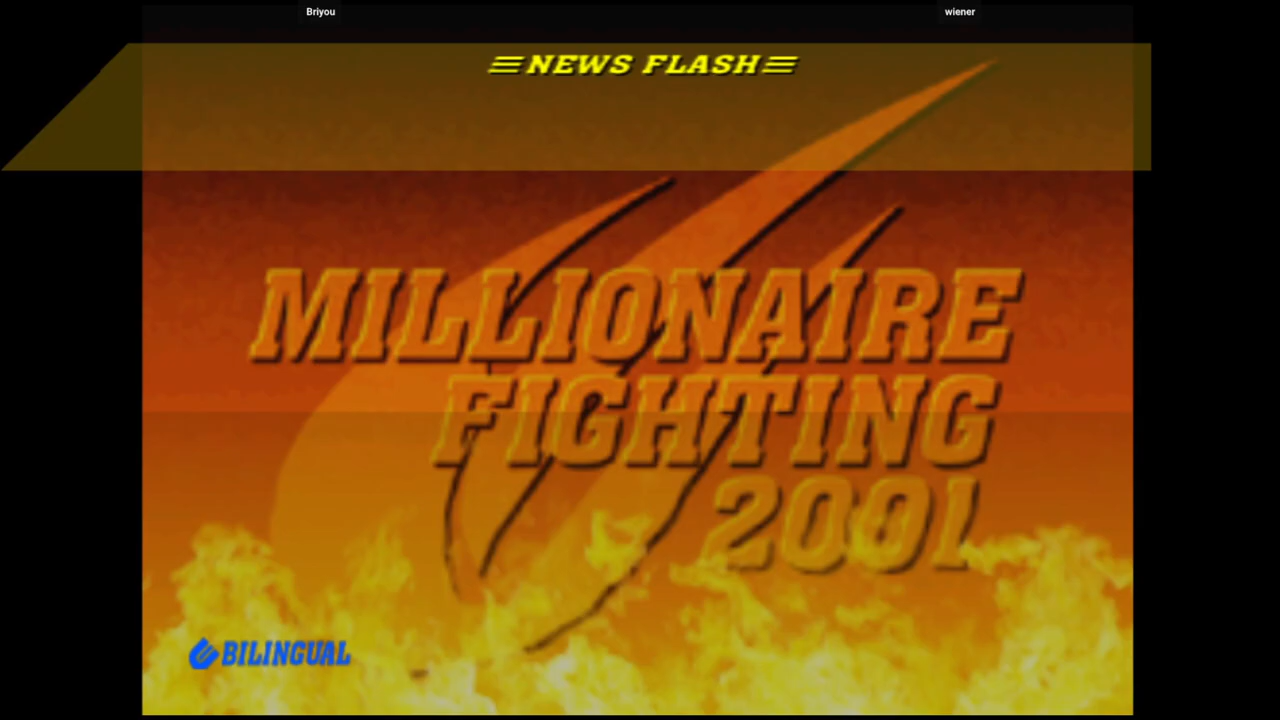 Briyou
wiener
NEWS FLASH
MILLIONAIRE
FIGHTING
2001
BILINGUAL